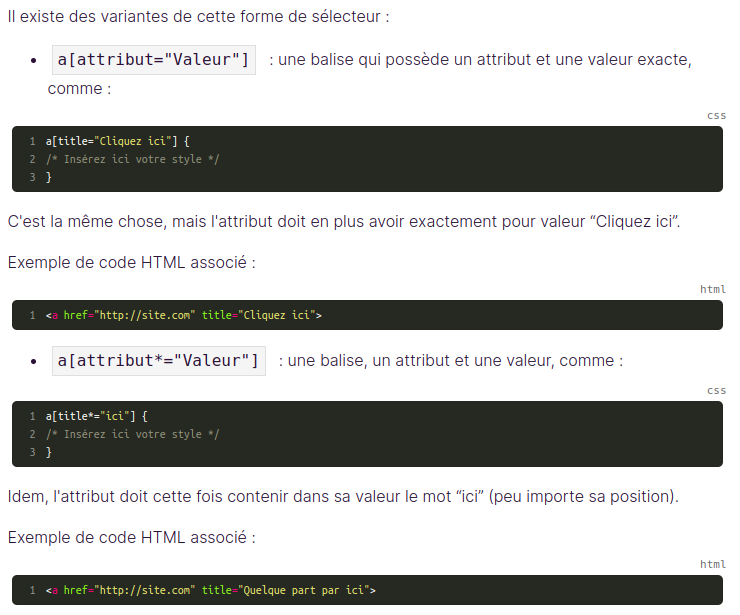 Il existe des variantes de cette forme de sélecteur :
• a[attribut="Valeur"] : une balise qui possède un attribut et une valeur exacte,
comme :
css
1 a[title="Cliquez ici"] {
2 /* Insérez ici votre style */
3 }
C'est la même chose, mais l'attribut doit en plus avoir exactement pour valeur “Cliquez ici”.
Exemple de code HTML associé :
html
1 <a href="http://site.com" title="Cliquez ici">
• a[attribut*="Valeur"] : une balise, un attribut et une valeur, comme :
css
1 a[title*="ici"] {
2 /* Insérez ici votre style */
3 }
Idem, l'attribut doit cette fois contenir dans sa valeur le mot “ici” (peu importe sa position).
Exemple de code HTML associé :
html
1 <a href="http://site.com" title="Quelque part par ici">